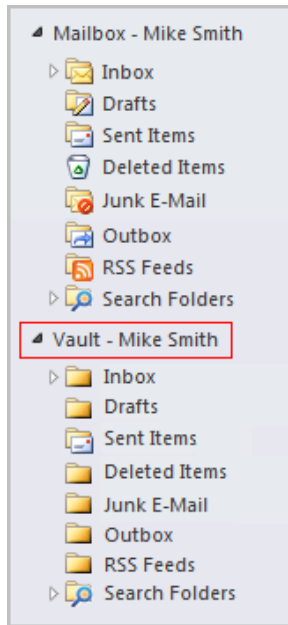 Mailbox - Mike Smith
Inbox
Drafts
Sent Items
Deleted Items
Junk E-Mail
Outbox
RSS Feeds
Search Folders
Vault - Mike Smith
Inbox
Drafts
Sent Items
Deleted Items
Junk E-Mail
Outbox
RSS Feeds
Search Folders